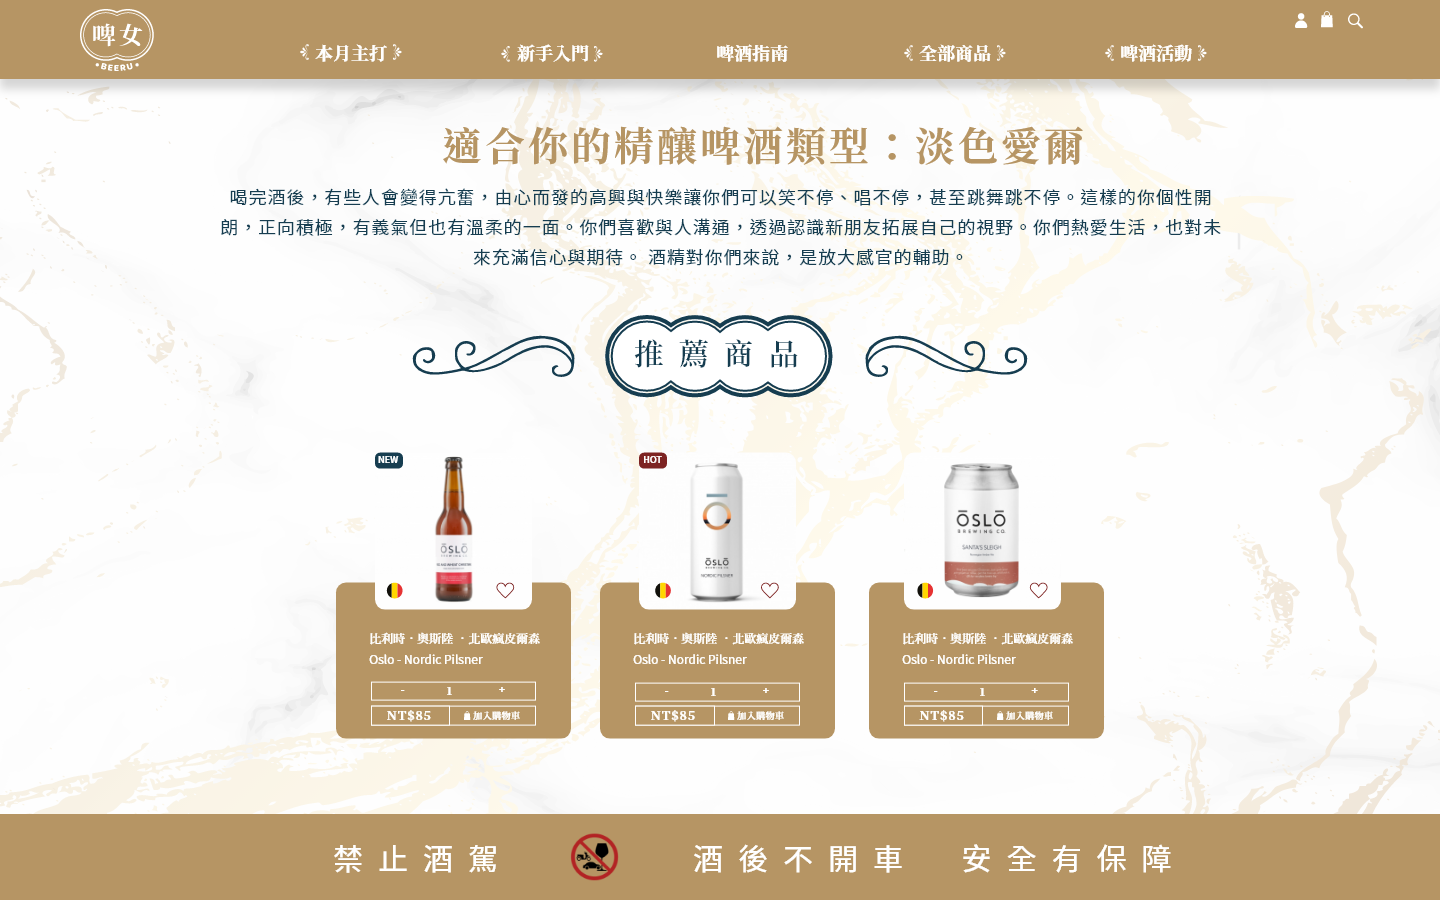 啤女
BEERU
本月主打
新手入門
啤酒指南
全部商品
啤酒活動
適合你的精釀啤酒類型：淡色愛爾
喝完酒後，有些人會變得亢奮，由心而發的高興與快樂讓你們可以笑不停、唱不停，甚至跳舞跳不停。這樣的你個性開
朗，正向積極，有義氣但也有溫柔的一面。你們喜歡與人溝通，透過認識新朋友拓展自己的視野。你們熱愛生活，也對未
來充滿信心與期待。 酒精對你們來說，是放大感官的輔助。
推薦商品
NEW
ŌSLŌ
比利時・奧斯陸 ・北歐瘋皮爾森
Oslo - Nordic Pilsner
- 1 +
NT$85 加入購物車
HOT
ŌSLŌ
NORDIC PILSNER
比利時・奧斯陸 ・北歐瘋皮爾森
Oslo - Nordic Pilsner
- 1 +
NT$85 加入購物車
ŌSLŌ
BREWING CO.
SANTA'S SLEIGH
比利時・奧斯陸 ・北歐瘋皮爾森
Oslo - Nordic Pilsner
- 1 +
NT$85 加入購物車
禁止酒駕 酒後不開車 安全有保障